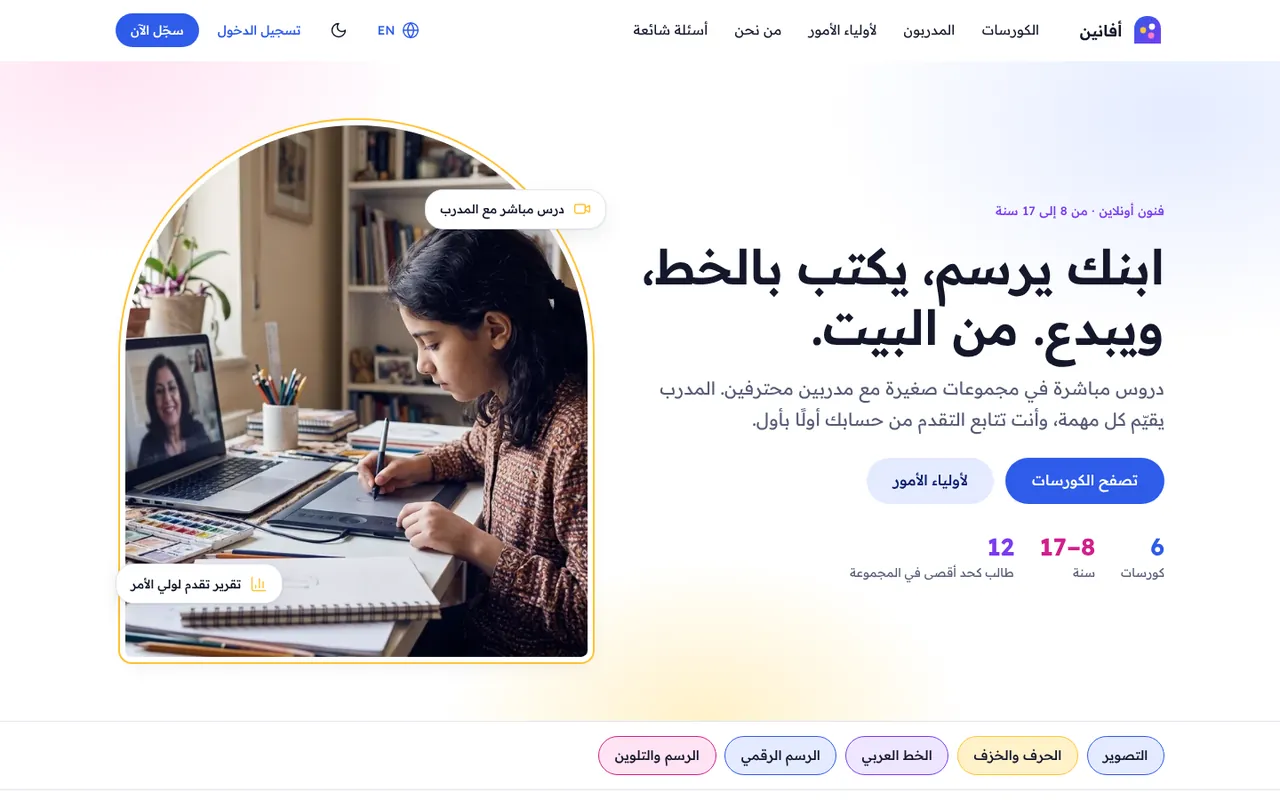 أفانين
الكورسات
المدربون
لأولياء الأمور
من نحن
أسئلة شائعة
EN
تسجيل الدخول
سجّل الآن
فنون أونلاين · من 8 إلى 17 سنة
ابنك يرسم، يكتب بالخط،
ويبدع. من البيت.
دروس مباشرة في مجموعات صغيرة مع مدربين محترفين. المدرب
يقيّم كل مهمة، وأنت تتابع التقدم من حسابك أولًا بأول.
تصفح الكورسات
لأولياء الأمور
6
كورسات
8–17
سنة
12
طالب كحد أقصى في المجموعة
درس مباشر مع المدرب
تقرير تقدم لولي الأمر
التصوير
الحرف والخزف
الخط العربي
الرسم الرقمي
الرسم والتلوين